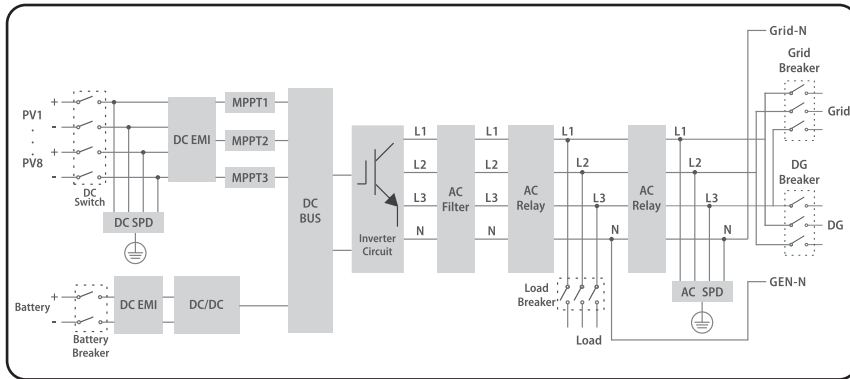 Grid-N
Grid
Breaker
Grid
DG
Breaker
DG
GEN-N
+
PV1
-
.
.
+
PV8
-
DC
Switch
DC SPD
DC EMI
MPPT1
MPPT2
MPPT3
DC
BUS
Inverter
Circuit
L1
L2
L3
N
AC
Filter
L1
L2
L3
N
AC
Relay
L1
L2
L3
N
AC
Relay
L1
L2
L3
N
AC SPD
Load
Breaker
Load
+
Battery
-
Battery
Breaker
DC EMI
DC/DC